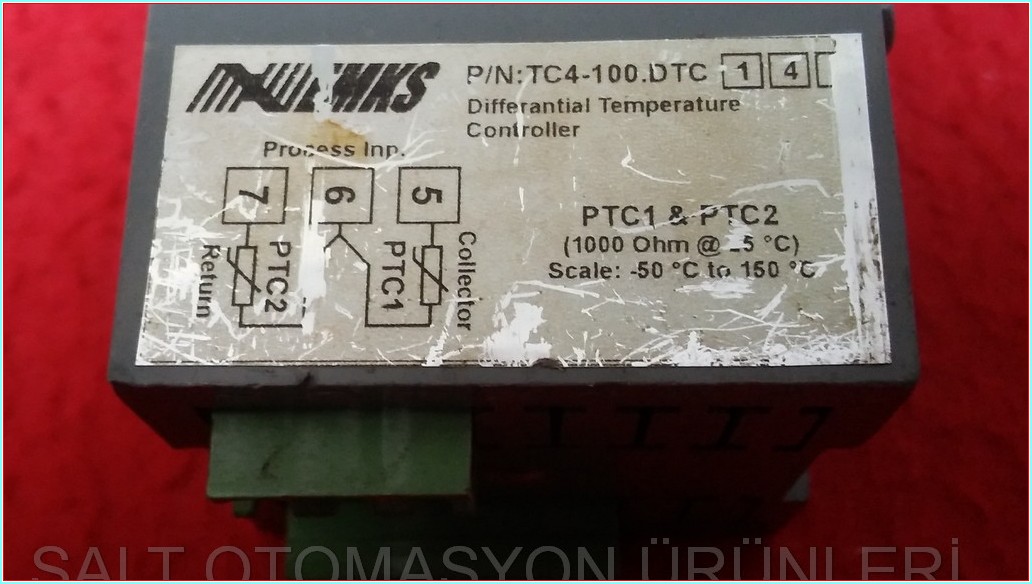 EMKS
P/N:TC4-100.DTC 1 4
Differantial Temperature
Controller
Process Inp.
7 6 5
PTC2
Return
PTC1
Collector
PTC1 & PTC2
(1000 Ohm @ 5 °C)
Scale: -50 °C to 150 °C
SALT OTOMASYON ÜRÜNLERİ